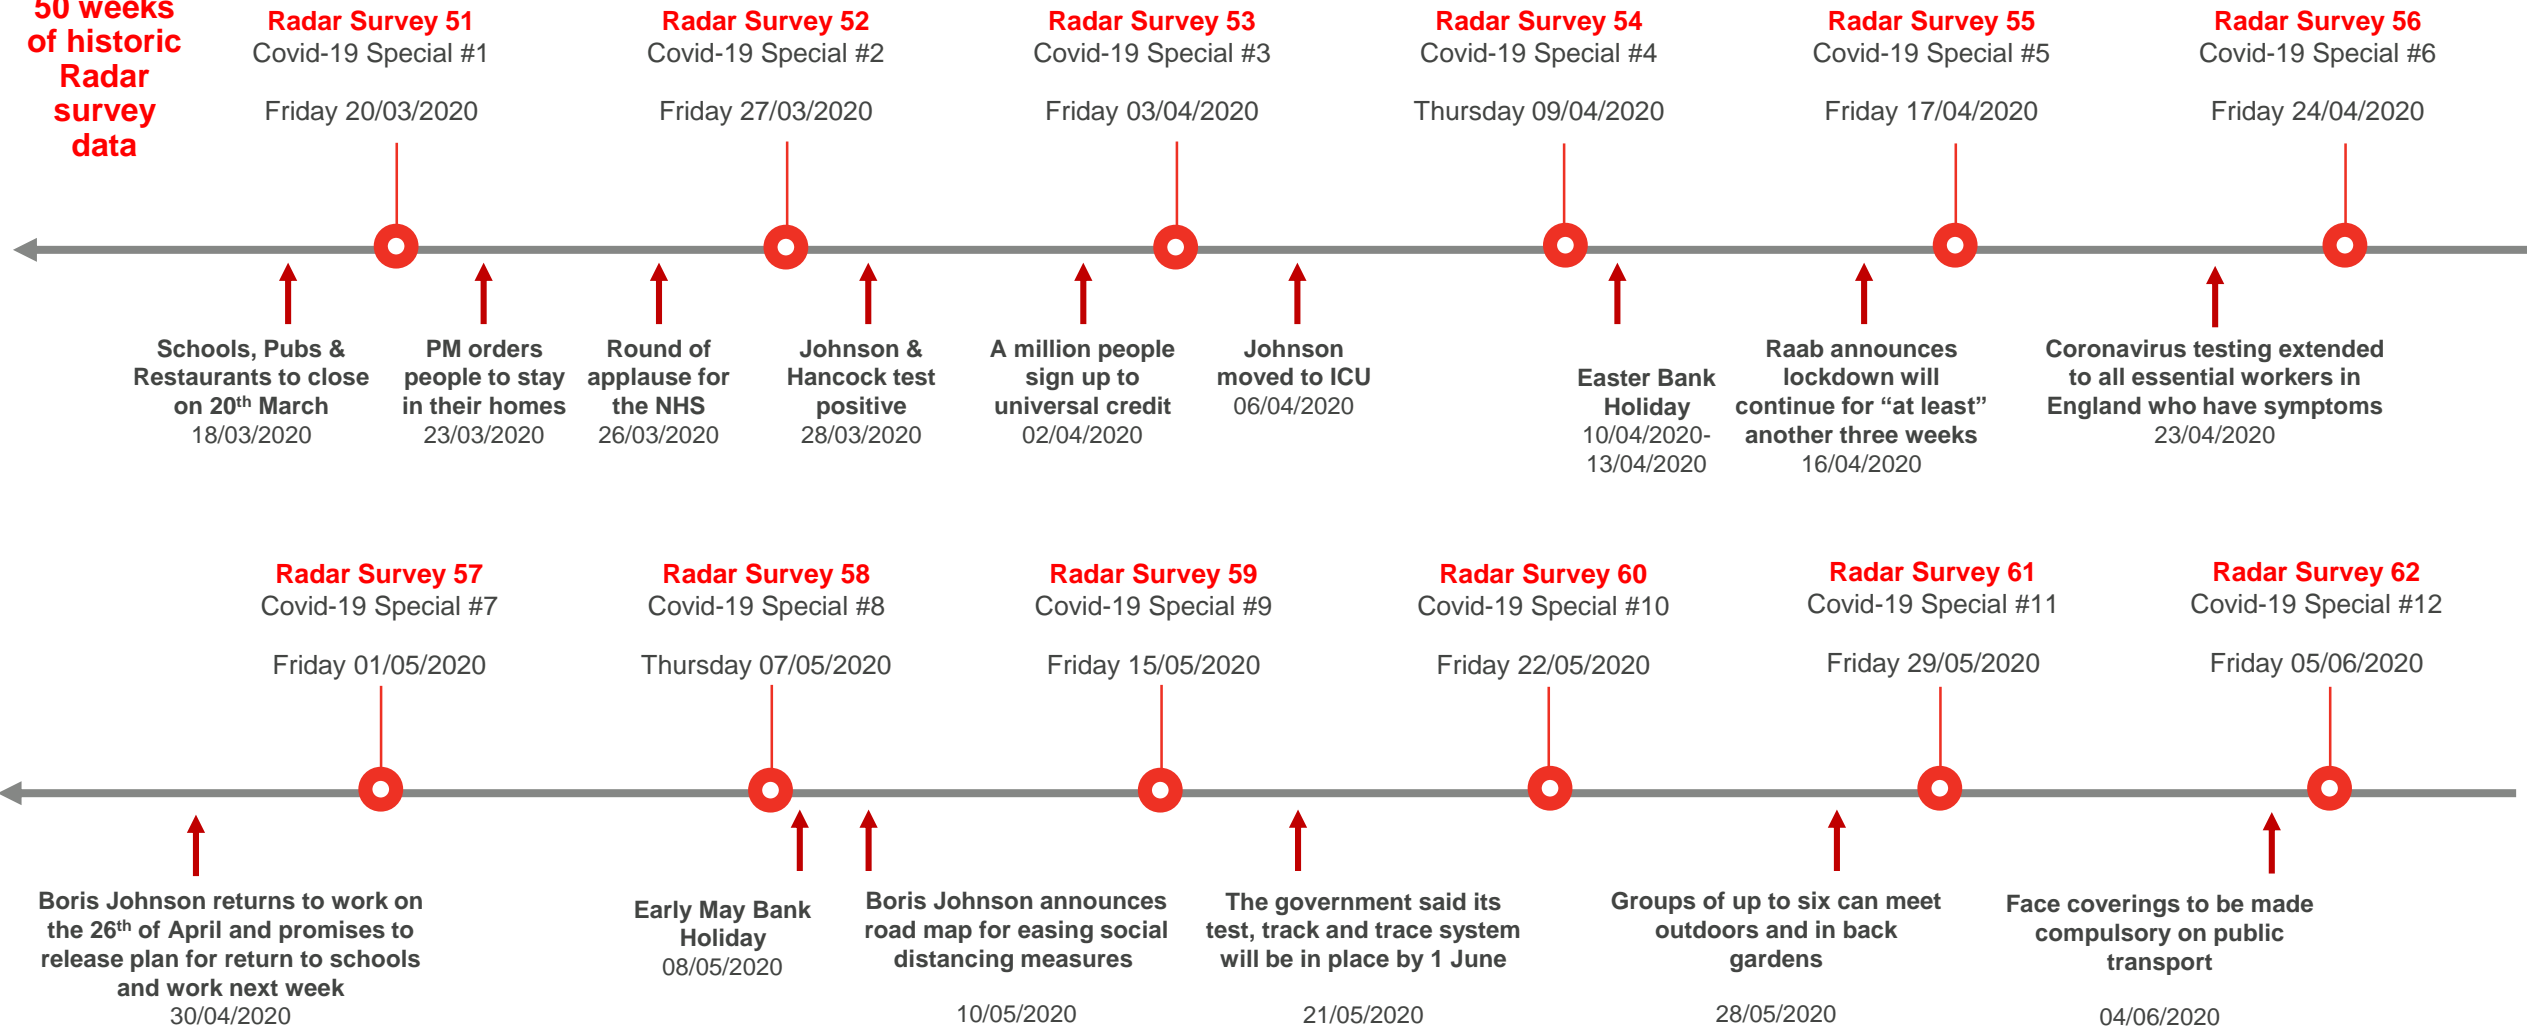 50 weeks
of historic
Radar
survey
data
Radar Survey 51
Covid-19 Special #1
Friday 20/03/2020
Radar Survey 52
Covid-19 Special #2
Friday 27/03/2020
Radar Survey 53
Covid-19 Special #3
Friday 03/04/2020
Radar Survey 54
Covid-19 Special #4
Thursday 09/04/2020
Radar Survey 55
Covid-19 Special #5
Friday 17/04/2020
Radar Survey 56
Covid-19 Special #6
Friday 24/04/2020
Schools, Pubs &
Restaurants to close
on 20th March
18/03/2020
PM orders
people to stay
in their homes
23/03/2020
Round of
applause for
the NHS
26/03/2020
Johnson &
Hancock test
positive
28/03/2020
A million people
sign up to
universal credit
02/04/2020
Johnson
moved to ICU
06/04/2020
Easter Bank
Holiday
10/04/2020-
13/04/2020
Raab announces
lockdown will
continue for “at least”
another three weeks
16/04/2020
Coronavirus testing extended
to all essential workers in
England who have symptoms
23/04/2020
Radar Survey 57
Covid-19 Special #7
Friday 01/05/2020
Radar Survey 58
Covid-19 Special #8
Thursday 07/05/2020
Radar Survey 59
Covid-19 Special #9
Friday 15/05/2020
Radar Survey 60
Covid-19 Special #10
Friday 22/05/2020
Radar Survey 61
Covid-19 Special #11
Friday 29/05/2020
Radar Survey 62
Covid-19 Special #12
Friday 05/06/2020
Boris Johnson returns to work on
the 26th of April and promises to
release plan for return to schools
and work next week
30/04/2020
Early May Bank
Holiday
08/05/2020
Boris Johnson announces
road map for easing social
distancing measures
10/05/2020
The government said its
test, track and trace system
will be in place by 1 June
21/05/2020
Groups of up to six can meet
outdoors and in back
gardens
28/05/2020
Face coverings to be made
compulsory on public
transport
04/06/2020